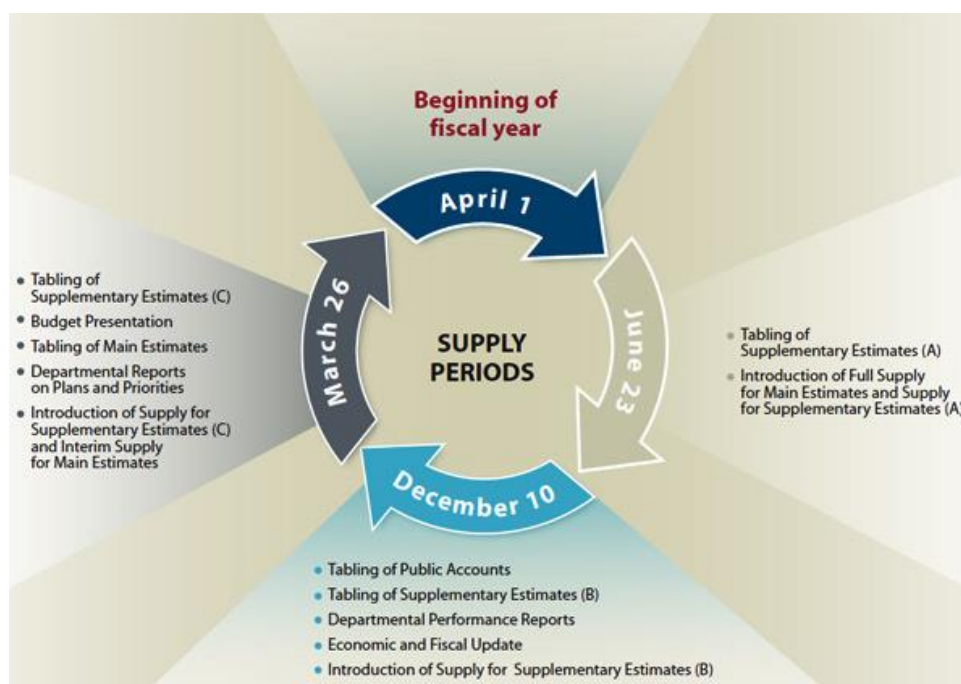 Beginning of
fiscal year
April 1
June 23
December 10
March 26
SUPPLY
PERIODS
• Tabling of
Supplementary Estimates (C)
• Budget Presentation
• Tabling of Main Estimates
• Departmental Reports
on Plans and Priorities
• Introduction of Supply for
Supplementary Estimates (C)
and Interim Supply
for Main Estimates
• Tabling of
Supplementary Estimates (A)
• Introduction of Full Supply
for Main Estimates and Supply
for Supplementary Estimates (A)
• Tabling of Public Accounts
• Tabling of Supplementary Estimates (B)
• Departmental Performance Reports
• Economic and Fiscal Update
• Introduction of Supply for Supplementary Estimates (B)